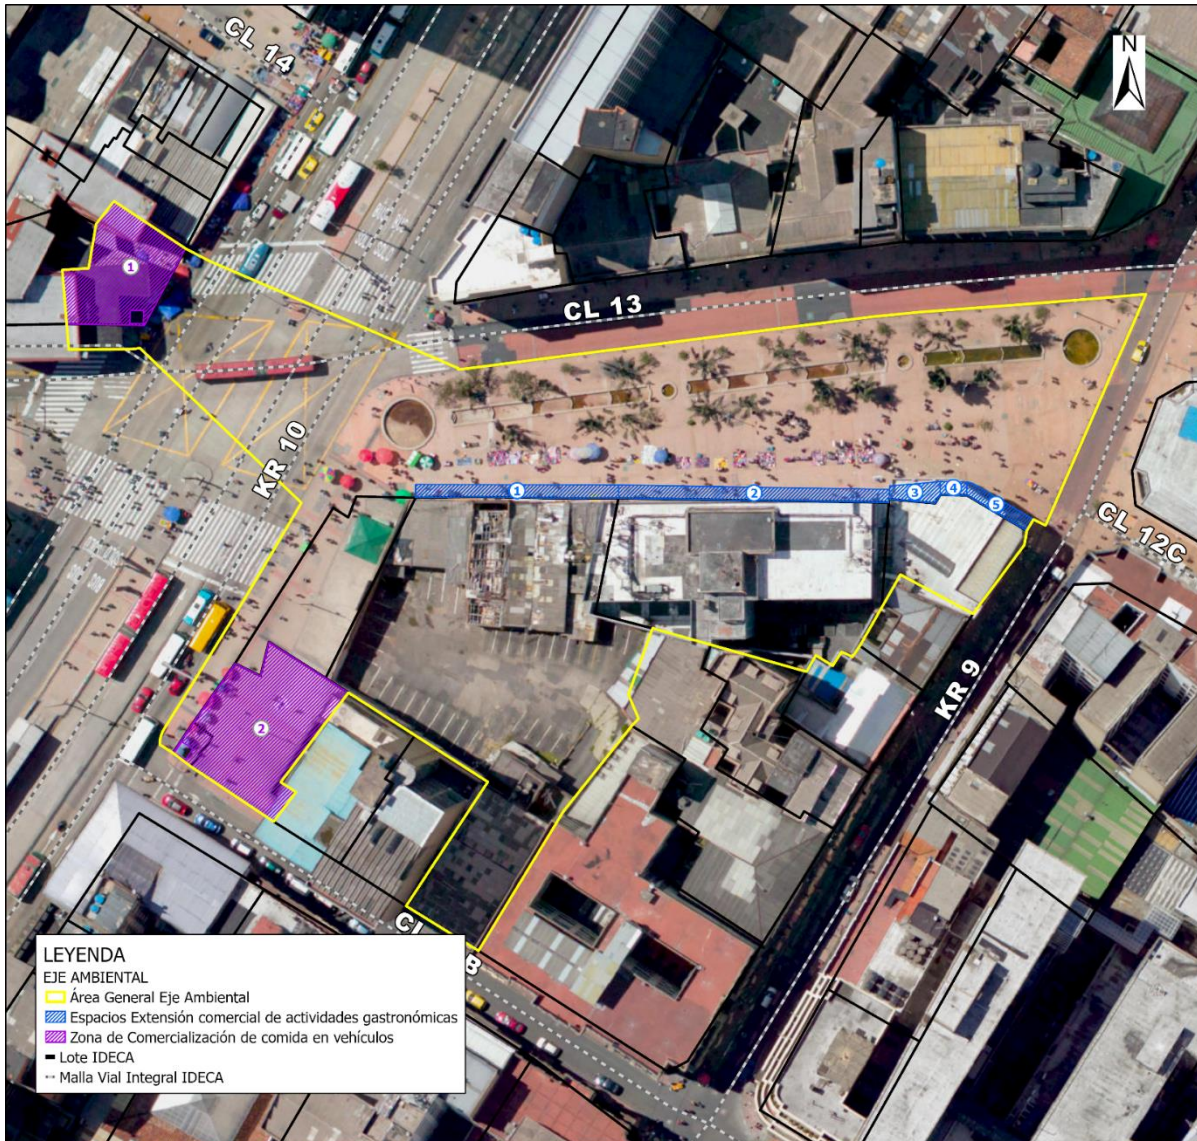 CL 14
N
1
CL 13
KR 10
1
2
3
4
5
CL 12C
KR 9
2
CL
B
LEYENDA
EJE AMBIENTAL
Área General Eje Ambiental
Espacios Extensión comercial de actividades gastronómicas
Zona de Comercialización de comida en vehículos
Lote IDECA
Malla Vial Integral IDECA